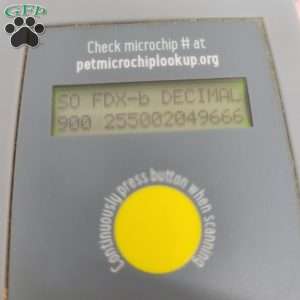 GFP
Check microchip # at
petmicrochiplookup.org
SO FDX-b DECIMAL
900 255002049666
Continuously press button when scanning